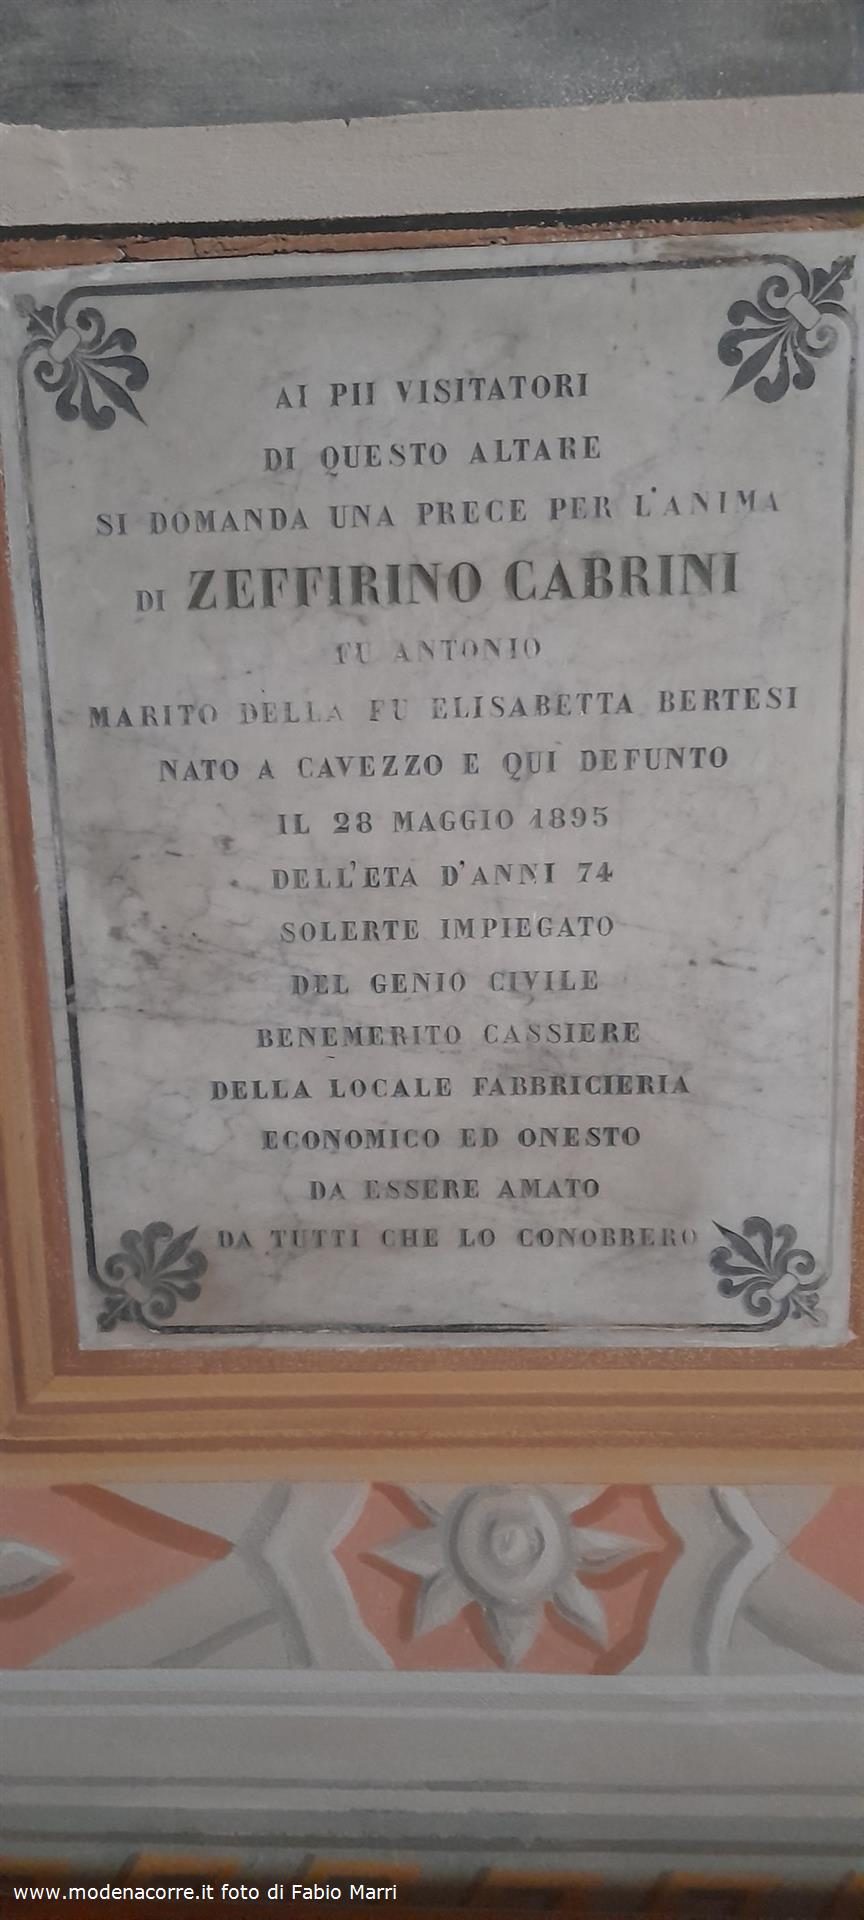 AI PII VISITATORI
DI QUESTO ALTARE
SI DOMANDA UNA PRECE PER L'ANIMA
DI ZEFFIRINO CABRINI
FU ANTONIO
MARITO DELLA FU ELISABETTA BERTESI
NATO A CAVEZZO E QUI DEFUNTO
IL 28 MAGGIO 1895
DELL'ETA D'ANNI 74
SOLERTE IMPIEGATO
DEL GENIO CIVILE
BENEMERITO CASSIERE
DELLA LOCALE FABBRICIERIA
ECONOMICO ED ONESTO
DA ESSERE AMATO
DA TUTTI CHE LO CONOBBERO
www.modenacorre.it foto di Fabio Marri